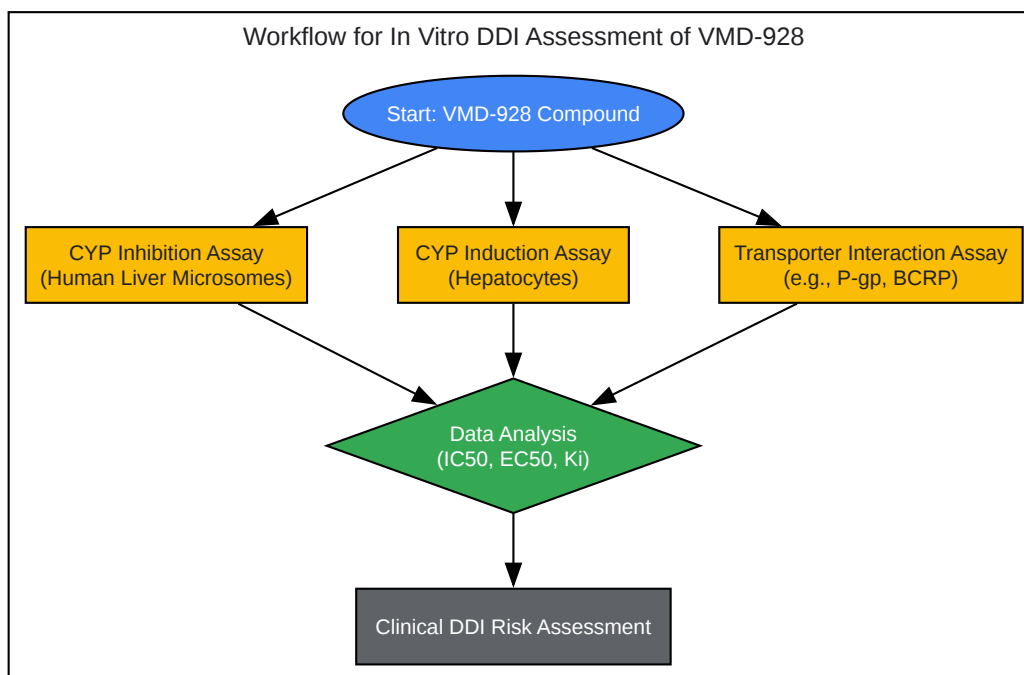 Workflow for In Vitro DDI Assessment of VMD-928
Start: VMD-928 Compound
CYP Inhibition Assay
(Human Liver Microsomes)
CYP Induction Assay
(Hepatocytes)
Transporter Interaction Assay
(e.g., P-gp, BCRP)
Data Analysis
(IC50, EC50, Ki)
Clinical DDI Risk Assessment